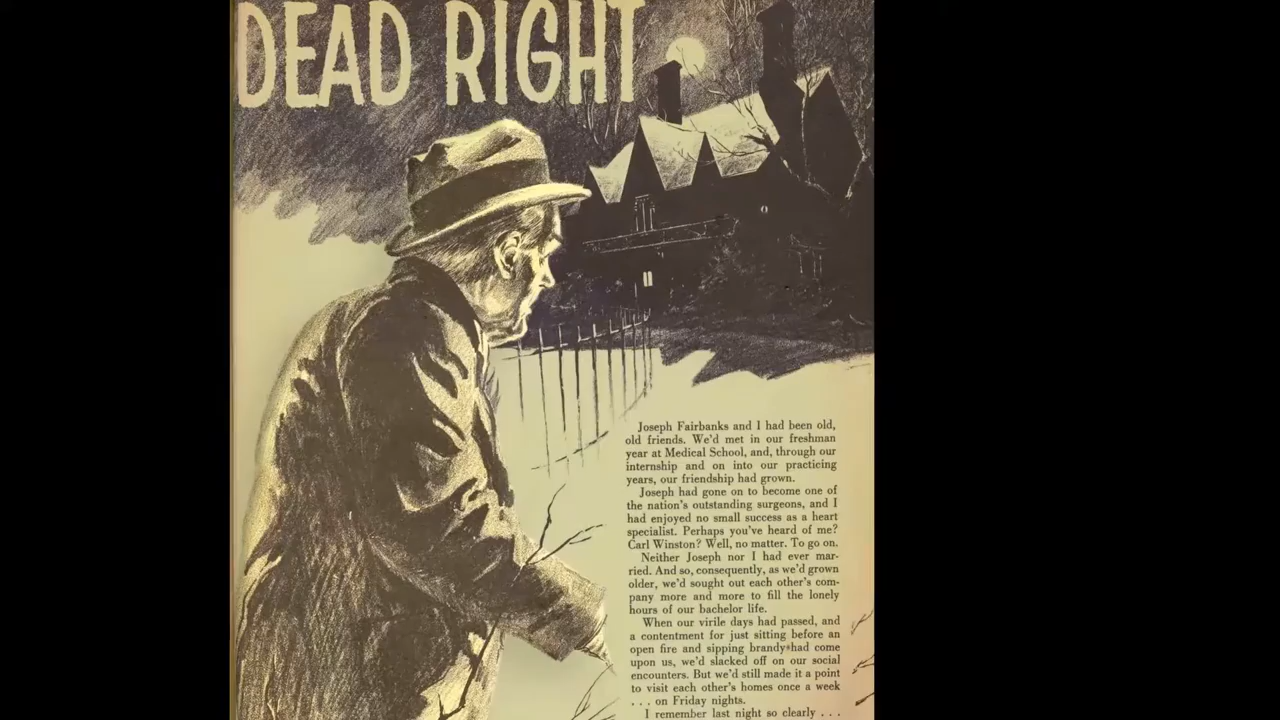 DEAD RIGHT
Joseph Fairbanks and I had been old,
old friends. We'd met in our freshman
year at Medical School, and, through our
internship and on into our practicing
years, our friendship had grown.
Joseph had gone on to become one of
the nation's outstanding surgeons, and I
had enjoyed no small success as a heart
specialist. Perhaps you've heard of me?
Carl Winston? Well, no matter. To go on.
Neither Joseph nor I had ever mar-
ried. And so, consequently, as we'd grown
older, we'd sought out each other's com-
pany more and more to fill the lonely
hours of our bachelor life.
When our virile days had passed, and
a contentment for just sitting before an
open fire and sipping brandy had come
upon us, we'd slacked off on our social
encounters. But we'd still made it a point
to visit each other's homes once a week
. . . on Friday nights.
I remember last night so clearly . . .